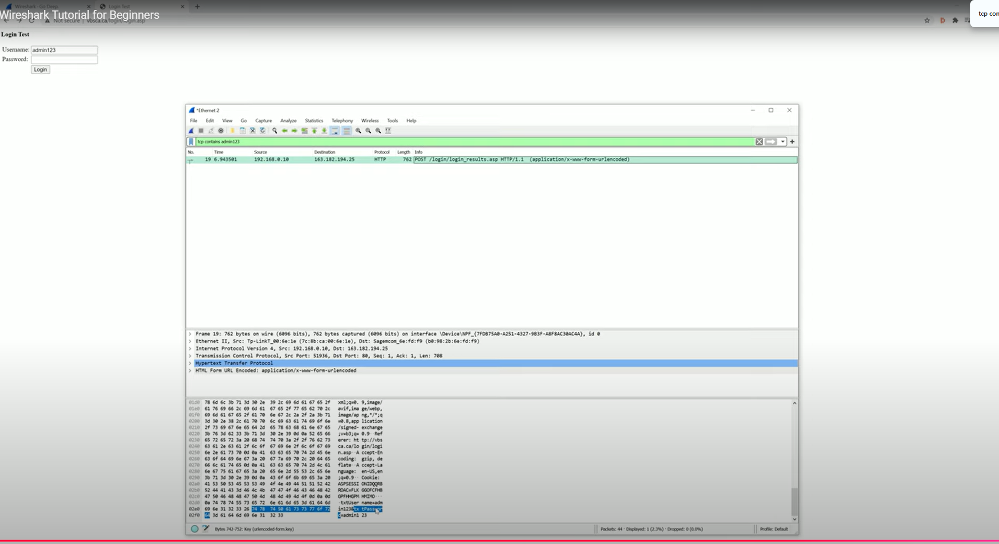 Wireshark · Go Deep
Login Test
Wireshark Tutorial for Beginners
Not secure | vbsca.ca/login/login.asp
tcp con
Login Test
Username: admin123
Password:
Login
*Ethernet 2
File Edit View Go Capture Analyze Statistics Telephony Wireless Tools Help
tcp contains admin123
No. Time Source Destination Protocol Length Info
19 6.943501 192.168.0.10 163.182.194.25 HTTP 762 POST /login/login_results.asp HTTP/1.1 (application/x-www-form-urlencoded)
Frame 19: 762 bytes on wire (6096 bits), 762 bytes captured (6096 bits) on interface \Device\NPF_{7FDB75A0-A251-4327-9B3F-A8F8AC30AC4A}, id 0
Ethernet II, Src: Tp-LinkT_00:6e:1e (7c:8b:ca:00:6e:1e), Dst: Sagemcom_6e:fd:f9 (b0:98:2b:6e:fd:f9)
Internet Protocol Version 4, Src: 192.168.0.10, Dst: 163.182.194.25
Transmission Control Protocol, Src Port: 51936, Dst Port: 80, Seq: 1, Ack: 1, Len: 708
Hypertext Transfer Protocol
HTML Form URL Encoded: application/x-www-form-urlencoded
01d0 78 6d 6c 3b 71 3d 30 2e 39 2c 69 6d 61 67 65 2f xml;q=0. 9,image/
01e0 61 76 69 66 2c 69 6d 61 67 65 2f 77 65 62 70 2c avif,ima ge/webp,
01f0 69 6d 61 67 65 2f 61 70 6e 67 2c 2a 2f 2a 3b 71 image/ap ng,*/*;q
0200 3d 30 2e 38 2c 61 70 70 6c 69 63 61 74 69 6f 6e =0.8,app lication
0210 2f 73 69 67 6e 65 64 2d 65 78 63 68 61 6e 67 65 /signed- exchange
0220 3b 76 3d 62 33 3b 71 3d 30 2e 39 0d 0a 52 65 66 ;v=b3;q= 0.9··Ref
0230 65 72 65 72 3a 20 68 74 74 70 3a 2f 2f 76 62 73 erer: ht tp://vbs
0240 63 61 2e 63 61 2f 6c 6f 67 69 6e 2f 6c 6f 67 69 ca.ca/lo gin/logi
0250 6e 2e 61 73 70 0d 0a 41 63 63 65 70 74 2d 45 6e n.asp··A ccept-En
0260 63 6f 64 69 6e 67 3a 20 67 7a 69 70 2c 20 64 65 coding: gzip, de
0270 66 6c 61 74 65 0d 0a 41 63 63 65 70 74 2d 4c 61 flate··A ccept-La
0280 6e 67 75 61 67 65 3a 20 65 6e 2d 55 53 2c 65 6e nguage: en-US,en
0290 3b 71 3d 30 2e 39 0d 0a 43 6f 6f 6b 69 65 3a 20 ;q=0.9·· Cookie:
02a0 41 53 50 53 45 53 53 49 4f 4e 49 44 51 51 52 42 ASPSESSI ONIDQQRB
02b0 52 44 41 43 3d 46 4c 4b 47 47 4f 46 43 46 48 42 RDAC=FLK GGOFCFHB
02c0 47 50 46 48 48 47 50 4d 48 4d 49 4d 4f 0d 0a 0d GPFHHGPM HMIMO···
02d0 0a 74 78 74 55 73 65 72 6e 61 6d 65 3d 61 64 6d ·txtUser name=adm
02e0 69 6e 31 32 33 26 74 78 74 50 61 73 73 77 6f 72 in123&tx tPasswor
02f0 64 3d 61 64 6d 69 6e 31 32 33 d=admin1 23
Bytes 742-752: Key (urlencoded-form.key)
Packets: 44 · Displayed: 1 (2.3%) · Dropped: 0 (0.0%)
Profile: Default